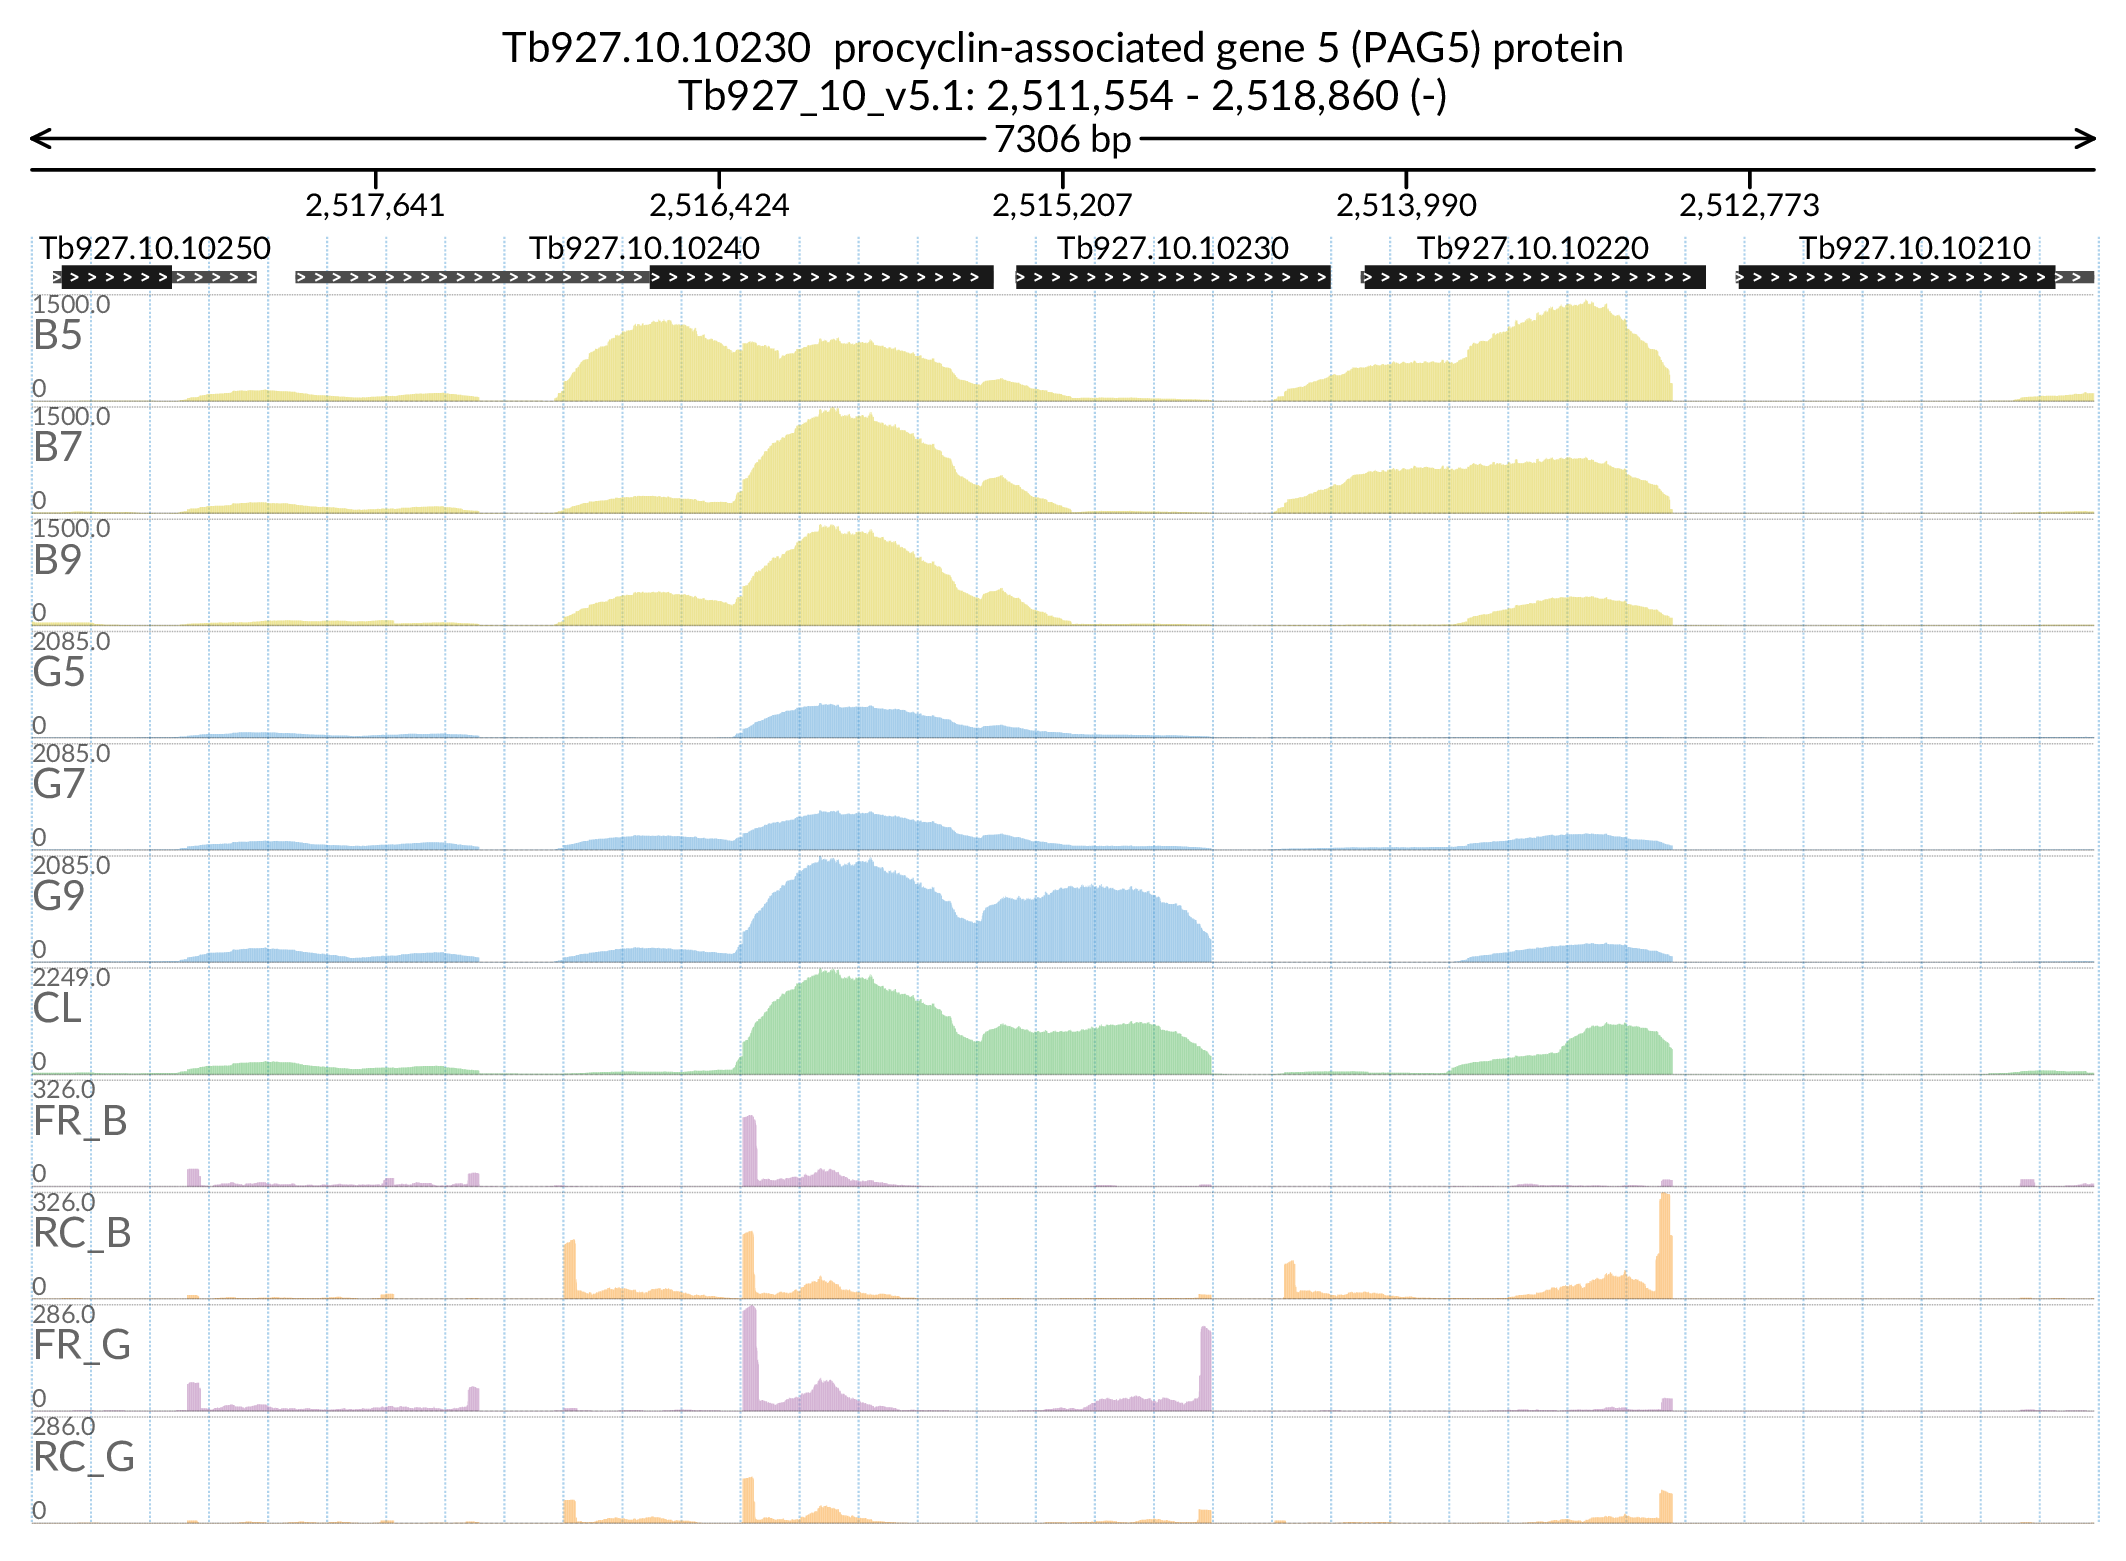 Tb927.10.10230 procyclin-associated gene 5 (PAG5) protein
Tb927_10_v5.1: 2,511,554 - 2,518,860 (-)
7306 bp
2,517,641 2,516,424 2,515,207 2,513,990 2,512,773
Tb927.10.10250 Tb927.10.10240 Tb927.10.10230 Tb927.10.10220 Tb927.10.10210
1500.0
B5
0
1500.0
B7
0
1500.0
B9
0
2085.0
G5
0
2085.0
G7
0
2085.0
G9
0
2249.0
CL
0
326.0
FR_B
0
326.0
RC_B
0
286.0
FR_G
0
286.0
RC_G
0